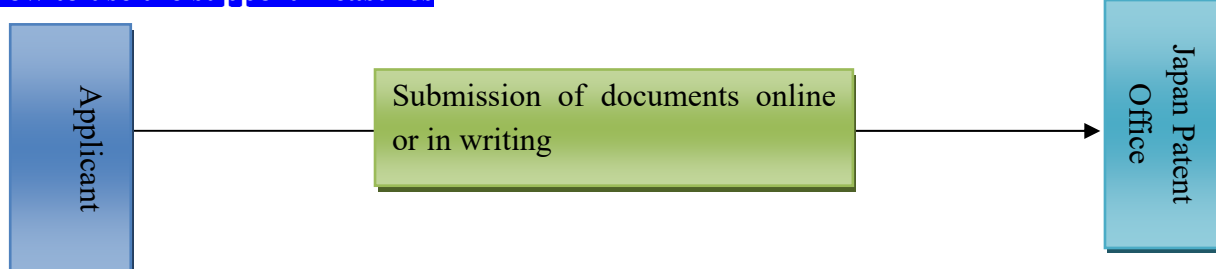 Applicant
Submission of documents online
or in writing
Japan Patent
Office